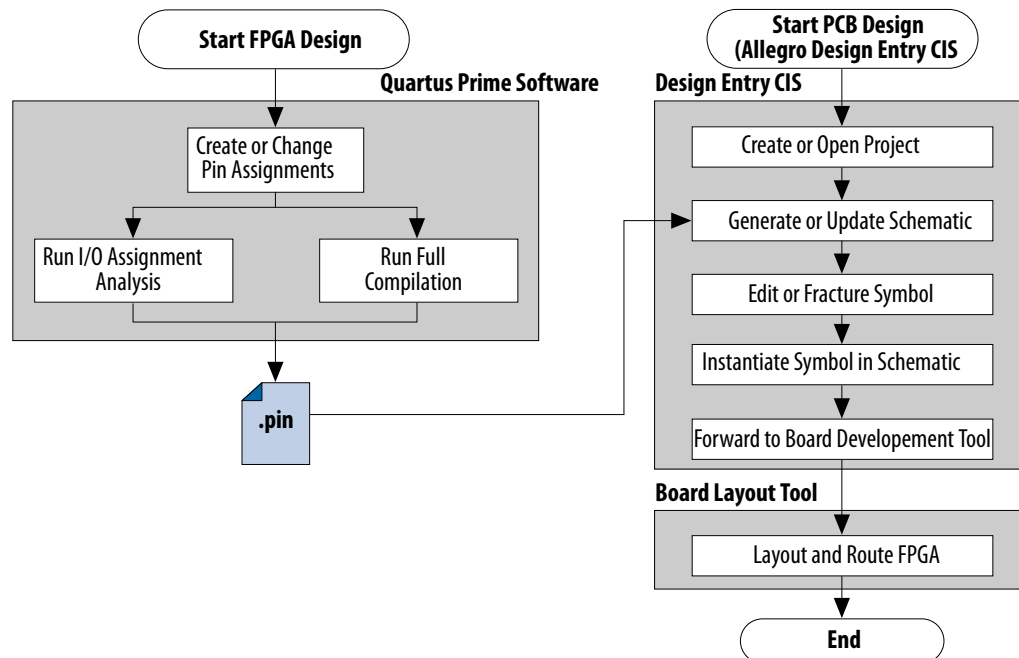 Start FPGA Design
Quartus Prime Software
Create or Change
Pin Assignments
Run I/O Assignment
Analysis
Run Full
Compilation
.pin
Start PCB Design
(Allegro Design Entry CIS
Design Entry CIS
Create or Open Project
Generate or Update Schematic
Edit or Fracture Symbol
Instantiate Symbol in Schematic
Forward to Board Developement Tool
Board Layout Tool
Layout and Route FPGA
End